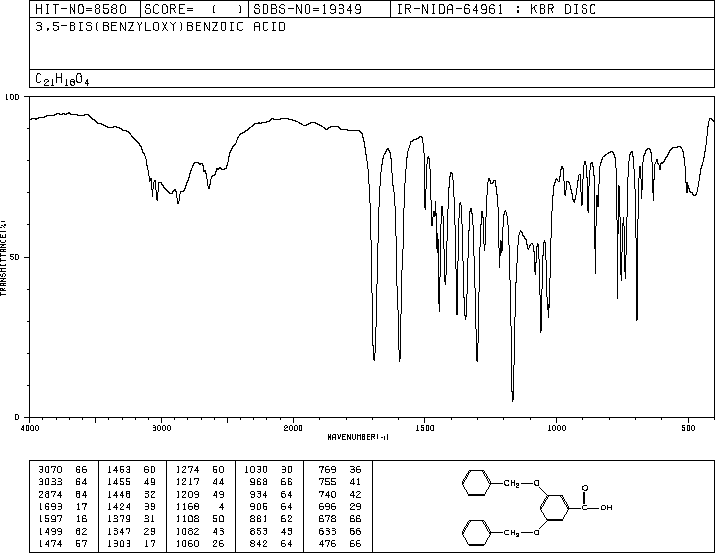 HIT-NO=8580 SCORE= ( ) SDBS-NO=19349 IR-NIDA-64961 : KBR DISC
3,5-BIS(BENZYLOXY)BENZOIC ACID
C21H18O4
100
50
0
TRANSMITTANCE(%)
4000 3000 2000 1500 1000 500
WAVENUMBER(-1)
3070 66 1463 60 1274 50 1030 30 769 36
3033 64 1455 49 1217 44 968 66 755 41
2874 64 1448 32 1209 49 934 64 740 42
1693 17 1424 39 1168 4 906 64 696 29
1597 16 1379 31 1108 50 881 62 678 66
1499 62 1347 29 1082 43 853 43 633 66
1474 57 1303 17 1060 26 842 64 476 66
CH2 O O
OH
CH2 O